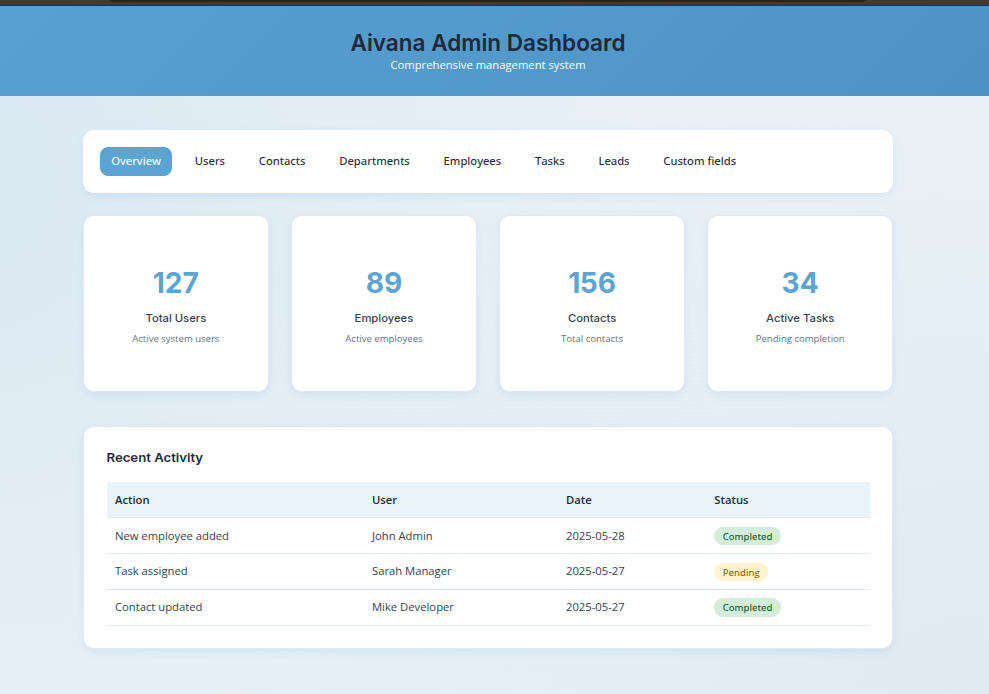 Aivana Admin Dashboard
Comprehensive management system
Overview Users Contacts Departments Employees Tasks Leads Custom fields
127 89 156 34
Total Users Employees Contacts Active Tasks
Active system users Active employees Total contacts Pending completion
Recent Activity
Action User Date Status
New employee added John Admin 2025-05-28 Completed
Task assigned Sarah Manager 2025-05-27 Pending
Contact updated Mike Developer 2025-05-27 Completed